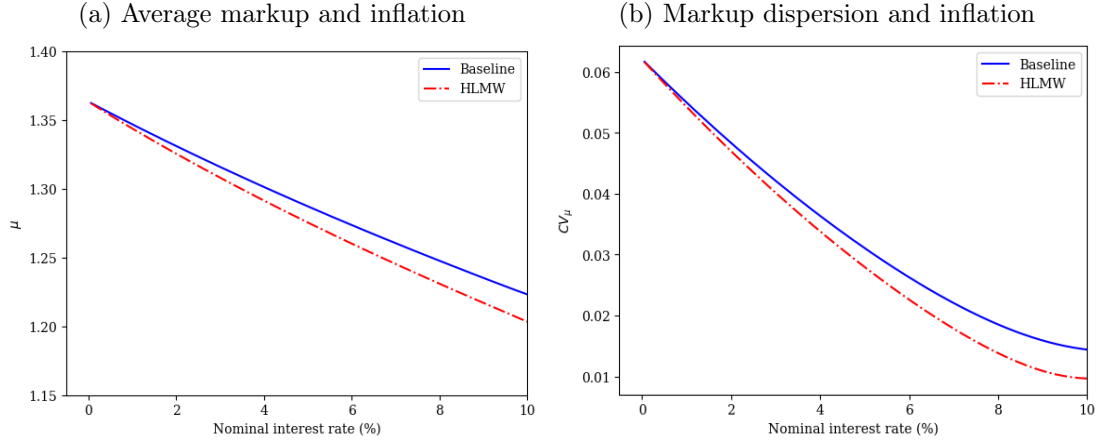 (a) Average markup and inflation
1.40
1.35
1.30
1.25
1.20
1.15
μ
0 2 4 6 8 10
Nominal interest rate (%)
Baseline
HLMW
(b) Markup dispersion and inflation
0.06
0.05
0.04
0.03
0.02
0.01
CVμ
0 2 4 6 8 10
Nominal interest rate (%)
Baseline
HLMW